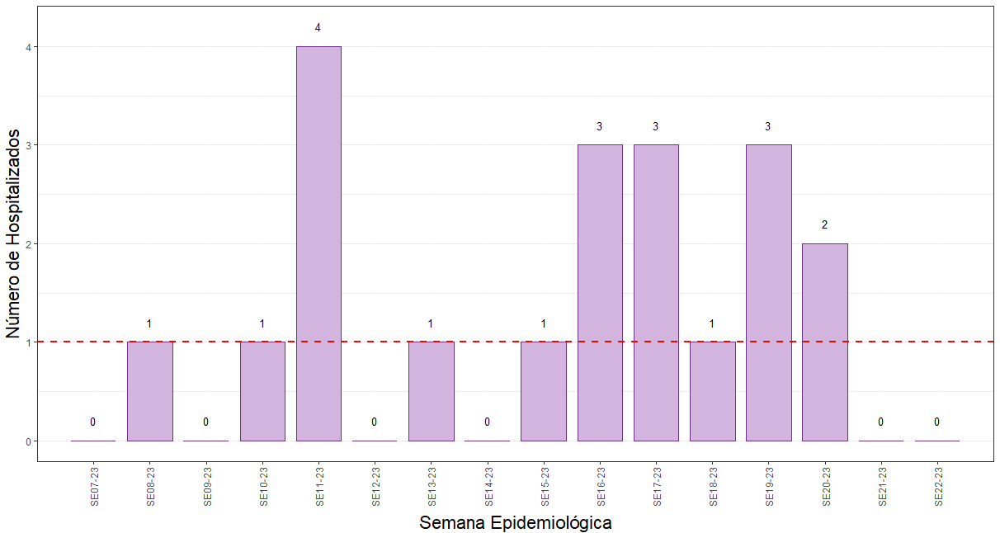 Número de Hospitalizados
4
3
2
1
0
0
1
0
1
4
0
1
0
1
3
3
1
3
2
0
0
SE07-23
SE08-23
SE09-23
SE10-23
SE11-23
SE12-23
SE13-23
SE14-23
SE15-23
SE16-23
SE17-23
SE18-23
SE19-23
SE20-23
SE21-23
SE22-23
Semana Epidemiológica